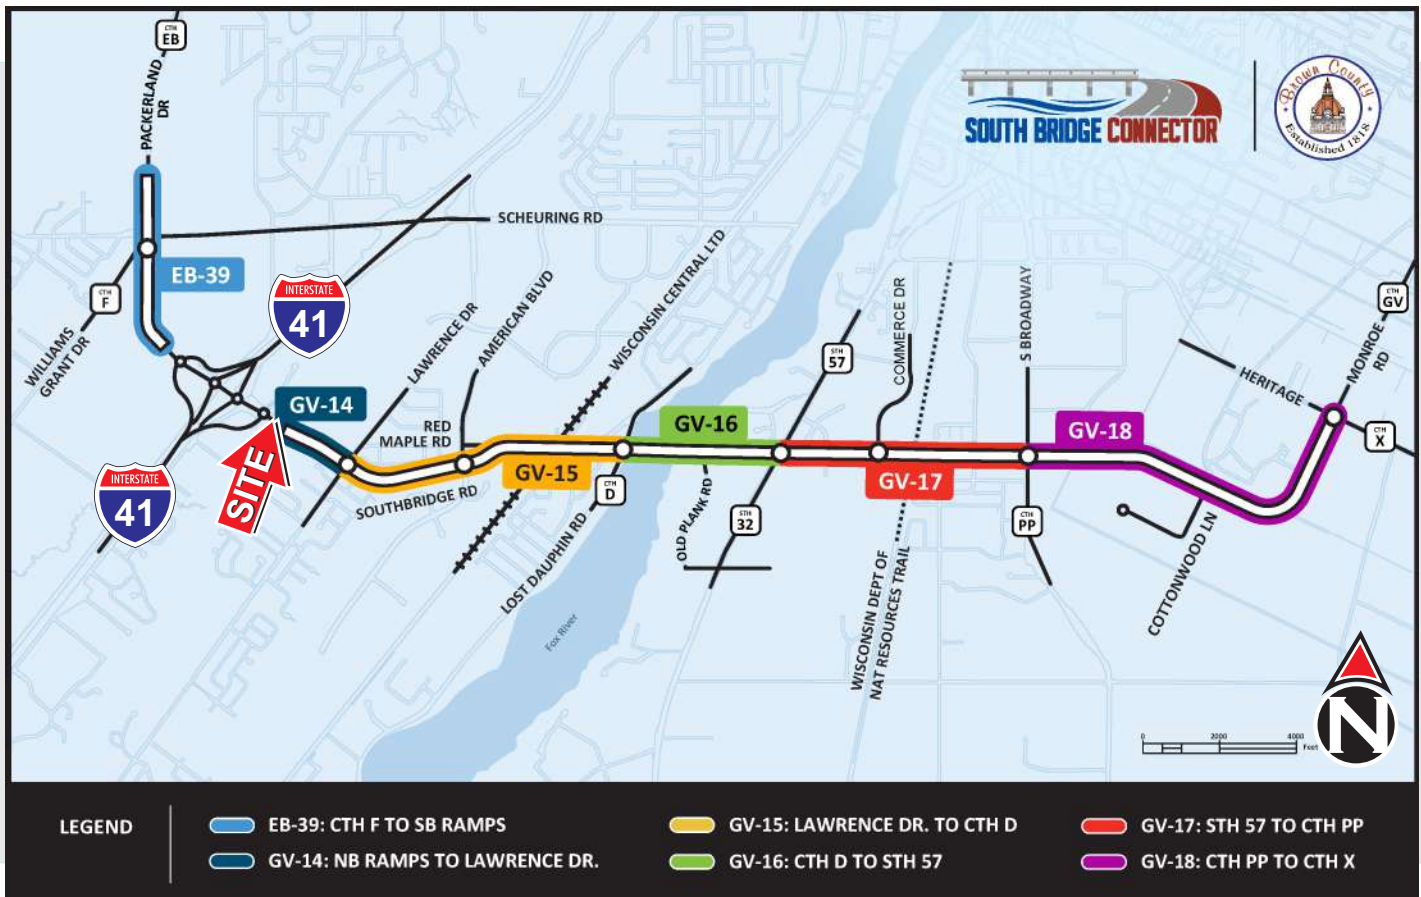 CTH
EB
PACKERLAND
DR
SOUTH BRIDGE CONNECTOR
Brown County
Established 1818
SCHEURING RD
EB-39
CTH
F
WILLIAMS
GRANT DR
INTERSTATE
41
LAWRENCE DR
AMERICAN BLVD
WISCONSIN CENTRAL LTD
COMMERCE DR
S BROADWAY
CTH
GV
MONROE
RD
HERITAGE
STH
57
GV-14
RED
MAPLE RD
GV-16
GV-18
CTH
X
INTERSTATE
41
SITE
SOUTHBRIDGE RD
GV-15
CTH
D
GV-17
OLD PLANK RD
STH
32
CTH
PP
LOST DAUPHIN RD
Fox River
WISCONSIN DEPT OF
NAT RESOURCES TRAIL
COTTONWOOD LN
0 2000 4000
Feet
N
LEGEND
EB-39: CTH F TO SB RAMPS
GV-14: NB RAMPS TO LAWRENCE DR.
GV-15: LAWRENCE DR. TO CTH D
GV-16: CTH D TO STH 57
GV-17: STH 57 TO CTH PP
GV-18: CTH PP TO CTH X